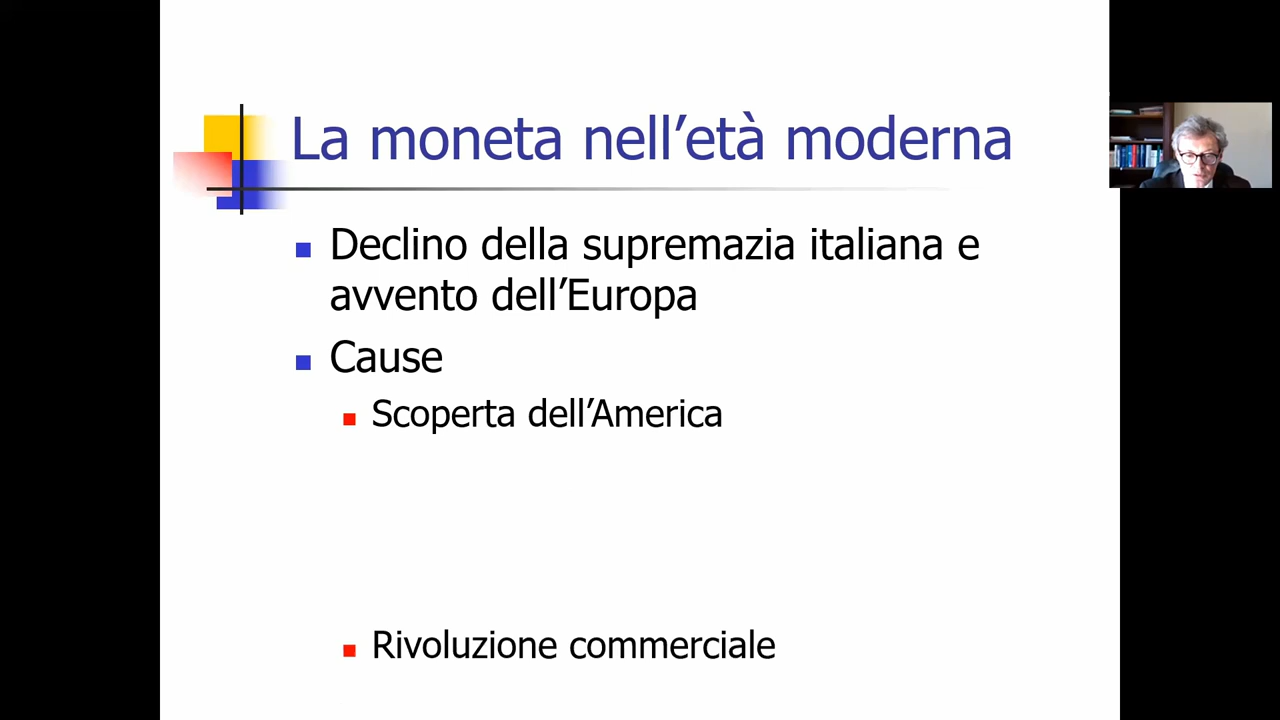 La moneta nell’età moderna
Declino della supremazia italiana e
avvento dell’Europa
Cause
Scoperta dell’America
Rivoluzione commerciale